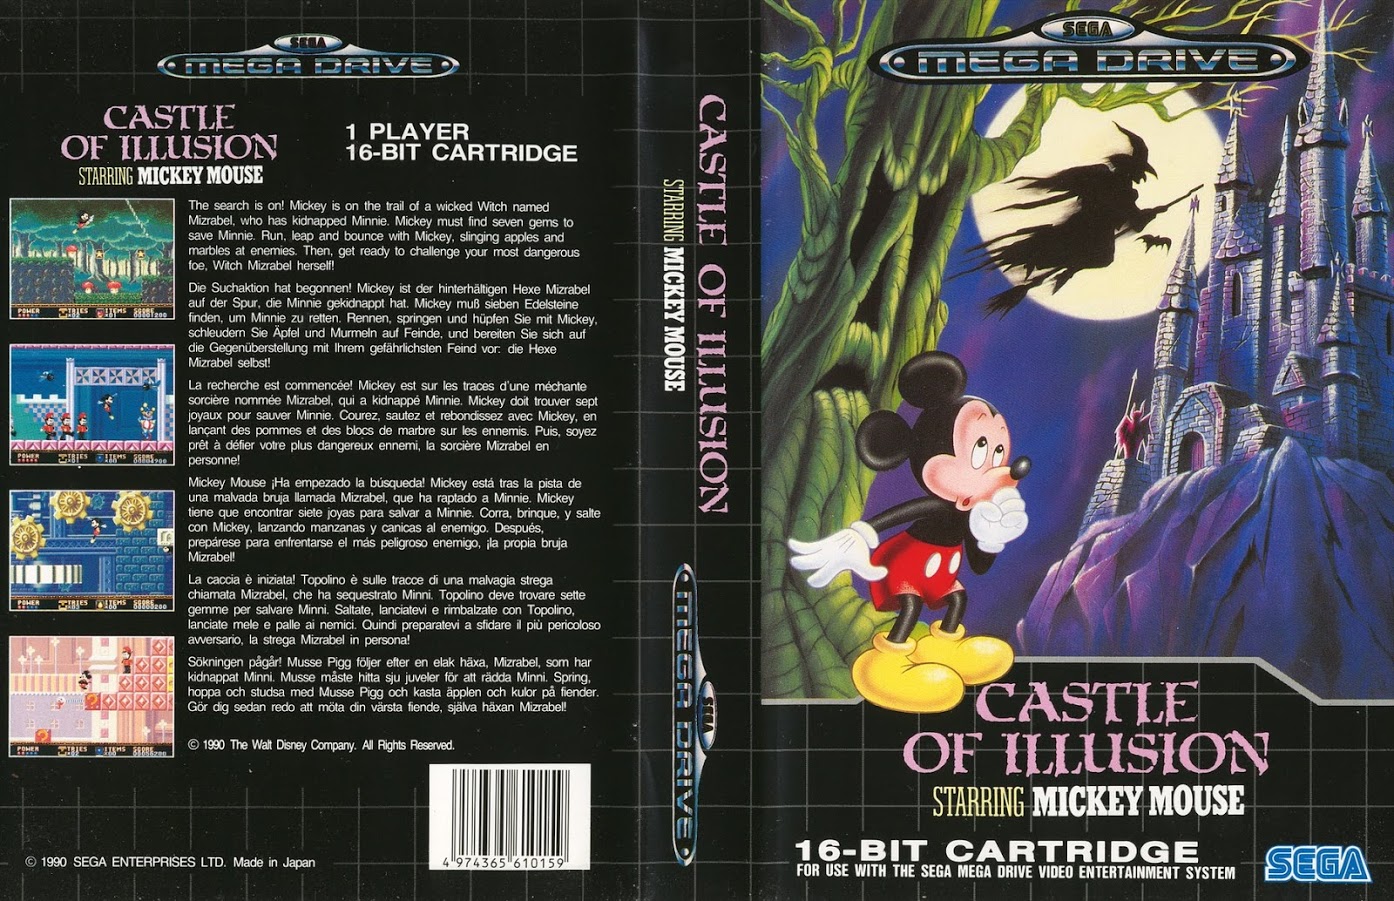 SEGA
MEGA DRIVE
CASTLE
OF ILLUSION
STARRING MICKEY MOUSE
1 PLAYER
16-BIT CARTRIDGE
The search is on! Mickey is on the trail of a wicked Witch named
Mizrabel, who has kidnapped Minnie. Mickey must find seven gems to
save Minnie. Run, leap and bounce with Mickey, slinging apples and
marbles at enemies. Then, get ready to challenge your most dangerous
foe, Witch Mizrabel herself!
Die Suchaktion hat begonnen! Mickey ist der hinterhältigen Hexe Mizrabel
auf der Spur, die Minnie gekidnappt hat. Mickey muß sieben Edelsteine
finden, um Minnie zu retten. Rennen, springen und hüpfen Sie mit Mickey,
schleudern Sie Äpfel und Murmeln auf Feinde, und bereiten Sie sich auf
die Gegenüberstellung mit Ihrem gefährlichsten Feind vor: die Hexe
Mizrabel selbst!
La recherche est commencée! Mickey est sur les traces d'une méchante
sorcière nommée Mizrabel, qui a kidnappé Minnie. Mickey doit trouver sept
joyaux pour sauver Minnie. Courez, sautez et rebondissez avec Mickey, en
lançant des pommes et des blocs de marbre sur les ennemis. Puis, soyez
prêt à défier votre plus dangereux ennemi, la sorcière Mizrabel en
personne!
Mickey Mouse ¡Ha empezado la búsqueda! Mickey está tras la pista de
una malvada bruja llamada Mizrabel, que ha raptado a Minnie. Mickey
tiene que encontrar siete joyas para salvar a Minnie. Corra, brinque, y salte
con Mickey, lanzando manzanas y canicas al enemigo. Después,
prepárese para enfrentarse el más peligroso enemigo, ¡la propia bruja
Mizrabel!
La caccia è iniziata! Topolino è sulle tracce di una malvagia strega
chiamata Mizrabel, che ha sequestrato Minni. Topolino deve trovare sette
gemme per salvare Minni. Saltate, lanciatevi e rimbalzate con Topolino,
lanciate mele e palle ai nemici. Quindi preparatevi a sfidare il più pericoloso
avversario, la strega Mizrabel in persona!
Sökningen pågår! Musse Pigg följer efter en elak häxa, Mizrabel, som har
kidnappat Minni. Musse måste hitta sju juveler för att rädda Minni. Spring,
hoppa och studsa med Musse Pigg och kasta äpplen och kulor på fiender.
Gör dig sedan redo att möta din värsta fiende, själva häxan Mizrabel!
© 1990 The Walt Disney Company. All Rights Reserved.
POWER TRIES ITEMS SCORE
POWER TRIES ITEMS SCORE
POWER TRIES ITEMS SCORE
POWER TRIES ITEMS SCORE
4 974365 610159
© 1990 SEGA ENTERPRISES LTD. Made in Japan
CASTLE OF ILLUSION
STARRING MICKEY MOUSE
SEGA
MEGA DRIVE
SEGA
MEGA DRIVE
CASTLE
OF ILLUSION
STARRING MICKEY MOUSE
16-BIT CARTRIDGE
FOR USE WITH THE SEGA MEGA DRIVE VIDEO ENTERTAINMENT SYSTEM
SEGA